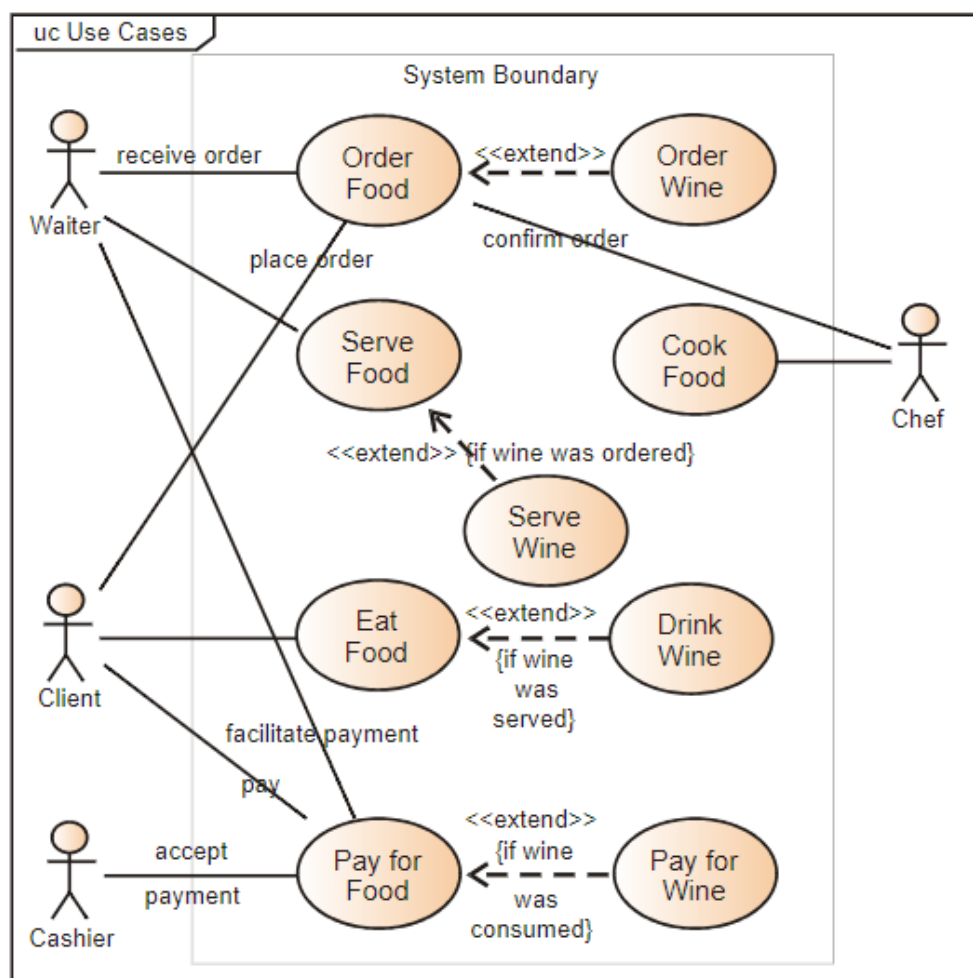 uc Use Cases
System Boundary
receive order
Order
Food
<<extend>>
Order
Wine
Waiter
place order
confirm order
Serve
Food
Cook
Food
Chef
<<extend>> {if wine was ordered}
Serve
Wine
Eat
Food
<<extend>>
{if wine
was
served}
Drink
Wine
Client
facilitate payment
pay
accept
payment
Pay for
Food
<<extend>>
{if wine
was
consumed}
Pay for
Wine
Cashier